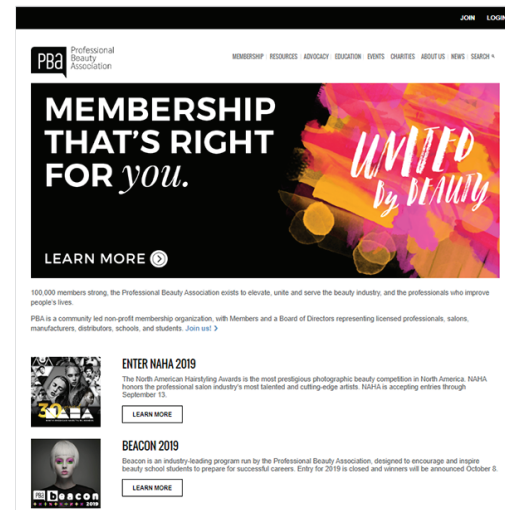 JOIN LOGIN
PBa
Professional
Beauty
Association
MEMBERSHIP RESOURCES ADVOCACY EDUCATION EVENTS CHARITIES ABOUT US NEWS SEARCH
MEMBERSHIP
THAT'S RIGHT
FOR you.
UNITED
By BEAUTY
LEARN MORE
100,000 members strong, the Professional Beauty Association exists to elevate, unite and serve the beauty industry, and the professionals who improve
people's lives.
PBA is a community led non-profit membership organization, with Members and a Board of Directors representing licensed professionals, salons,
manufacturers, distributors, schools, and students. Join us! >
30
NAHA
ENTER NAHA 2019
The North American Hairstyling Awards is the most prestigious photographic beauty competition in North America. NAHA
honors the professional salon industry's most talented and cutting-edge artists. NAHA is accepting entries through
September 13.
LEARN MORE
PBa beacon
2019
BEACON 2019
Beacon is an industry-leading program run by the Professional Beauty Association, designed to encourage and inspire
beauty school students to prepare for successful careers. Entry for 2019 is closed and winners will be announced October 8.
LEARN MORE